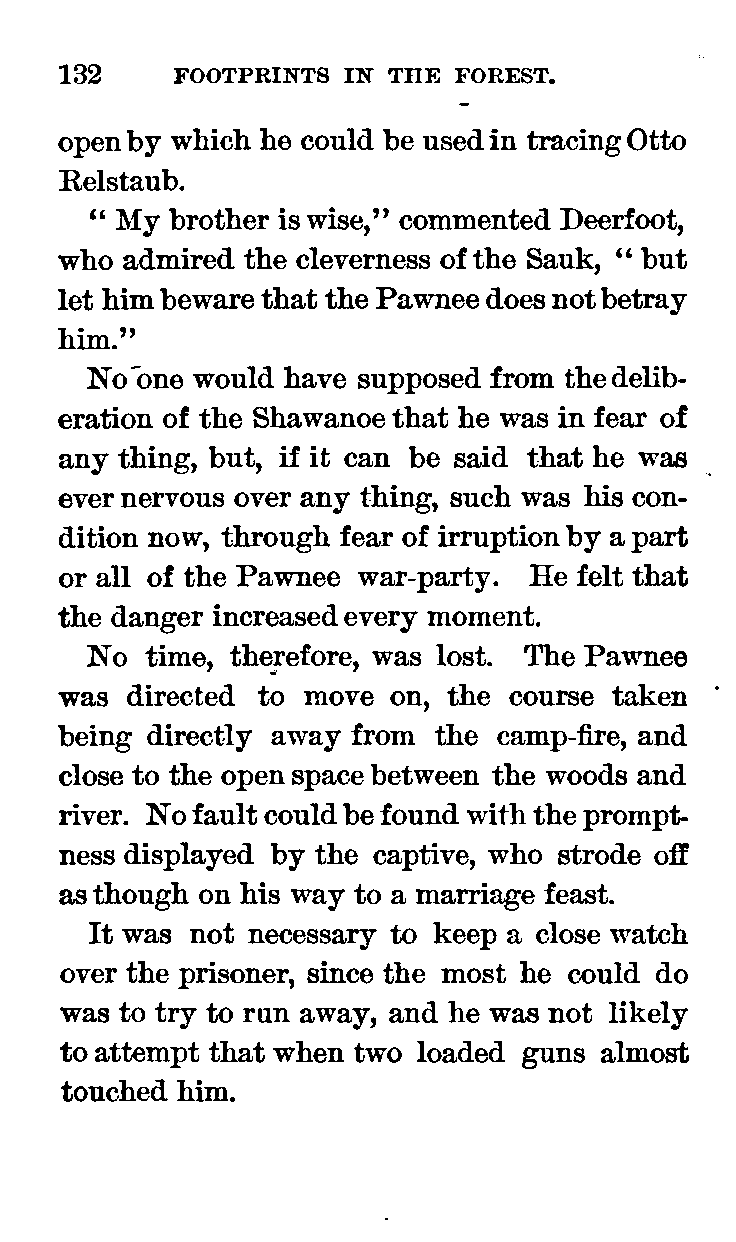 132 FOOTPRINTS IN THE FOREST.
open by which he could be used in tracing Otto
Relstaub.
“ My brother is wise,” commented Deerfoot,
who admired the cleverness of the Sauk, “ but
let him beware that the Pawnee does not betray
him.”
No one would have supposed from the delib-
eration of the Shawanoe that he was in fear of
any thing, but, if it can be said that he was
ever nervous over any thing, such was his con-
dition now, through fear of irruption by a part
or all of the Pawnee war-party. He felt that
the danger increased every moment.
No time, therefore, was lost. The Pawnee
was directed to move on, the course taken
being directly away from the camp-fire, and
close to the open space between the woods and
river. No fault could be found with the prompt-
ness displayed by the captive, who strode off
as though on his way to a marriage feast.
It was not necessary to keep a close watch
over the prisoner, since the most he could do
was to try to run away, and he was not likely
to attempt that when two loaded guns almost
touched him.